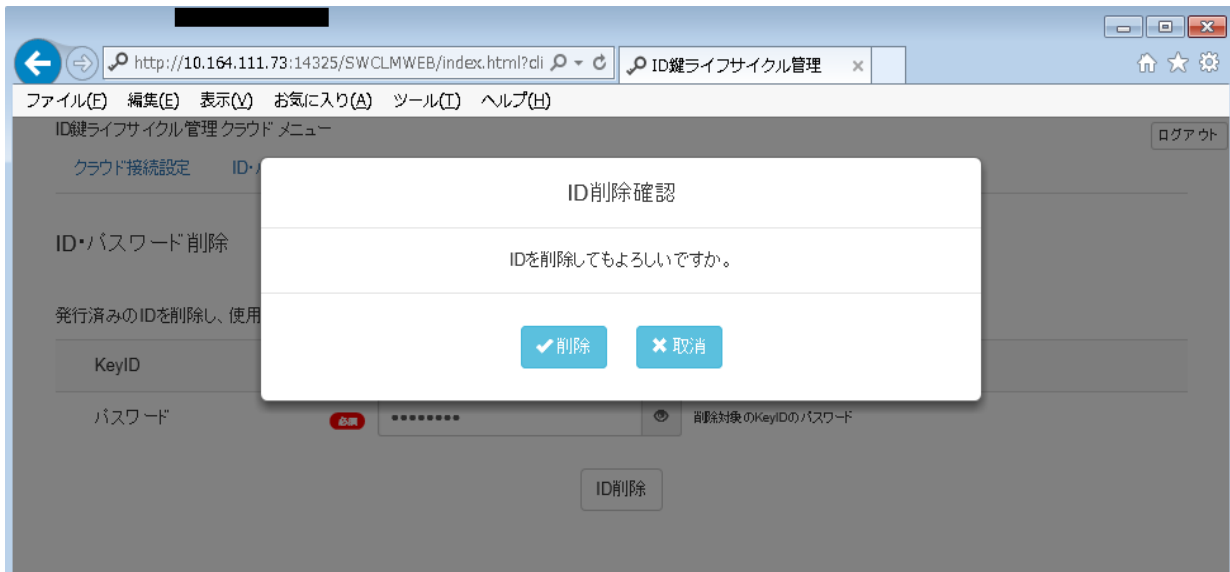 http://10.164.111.73:14325/SWCLMWEB/index.html?cli
ID鍵ライフサイクル管理
ファイル(F) 編集(E) 表示(V) お気に入り(A) ツール(T) ヘルプ(H)
ID鍵ライフサイクル管理 クラウド メニュー
ログアウト
クラウド接続設定 ID・パ
ID削除確認
ID・パスワード削除
IDを削除してもよろしいですか。
発行済みのIDを削除し、使用
削除 取消
KeyID
パスワード 必須 •••••••• 削除対象のKeyIDのパスワード
ID削除